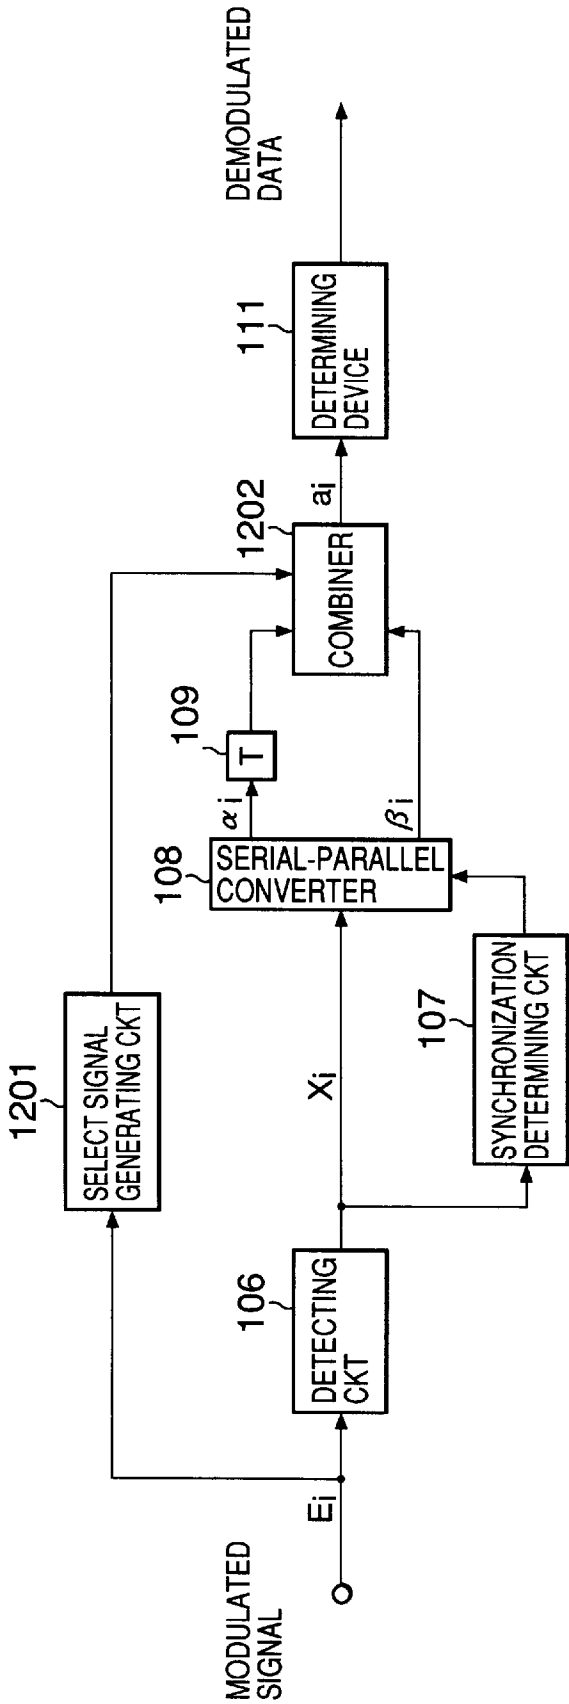 MODULATED
SIGNAL
Ei
1201
SELECT SIGNAL
GENERATING CKT
106
DETECTING
CKT
Xi
107
SYNCHRONIZATION
DETERMINING CKT
108
SERIAL-PARALLEL
CONVERTER
αi
βi
109
T
1202
COMBINER
ai
111
DETERMINING
DEVICE
DEMODULATED
DATA